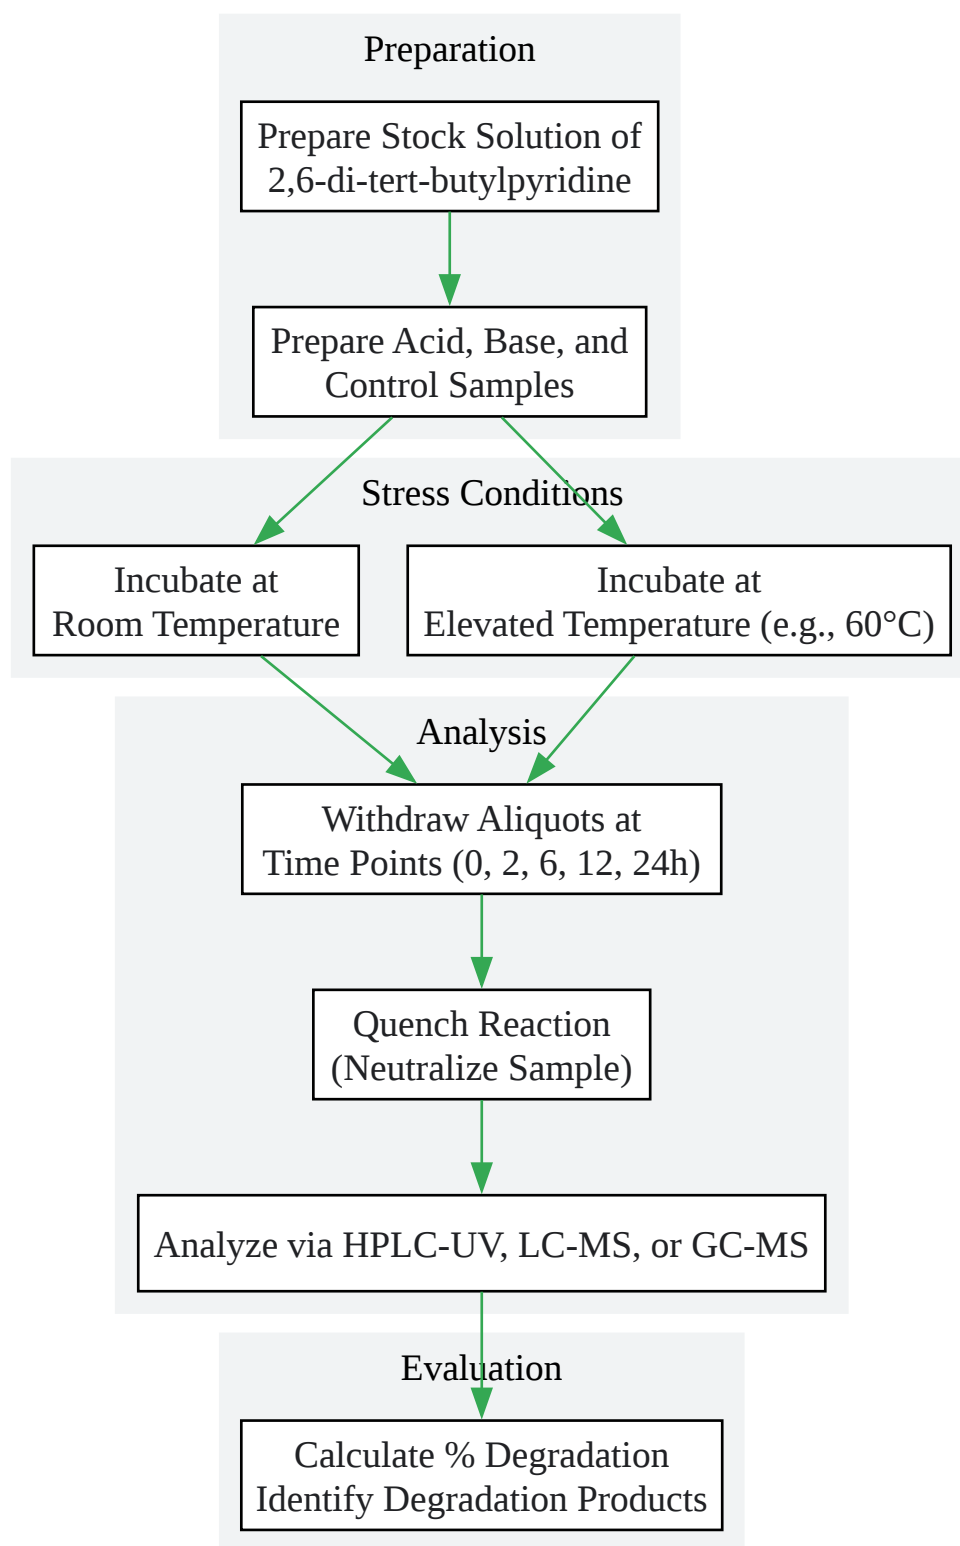 Preparation
Prepare Stock Solution of
2,6-di-tert-butylpyridine
Prepare Acid, Base, and
Control Samples
Stress Conditions
Incubate at
Room Temperature
Incubate at
Elevated Temperature (e.g., 60°C)
Analysis
Withdraw Aliquots at
Time Points (0, 2, 6, 12, 24h)
Quench Reaction
(Neutralize Sample)
Analyze via HPLC-UV, LC-MS, or GC-MS
Evaluation
Calculate % Degradation
Identify Degradation Products